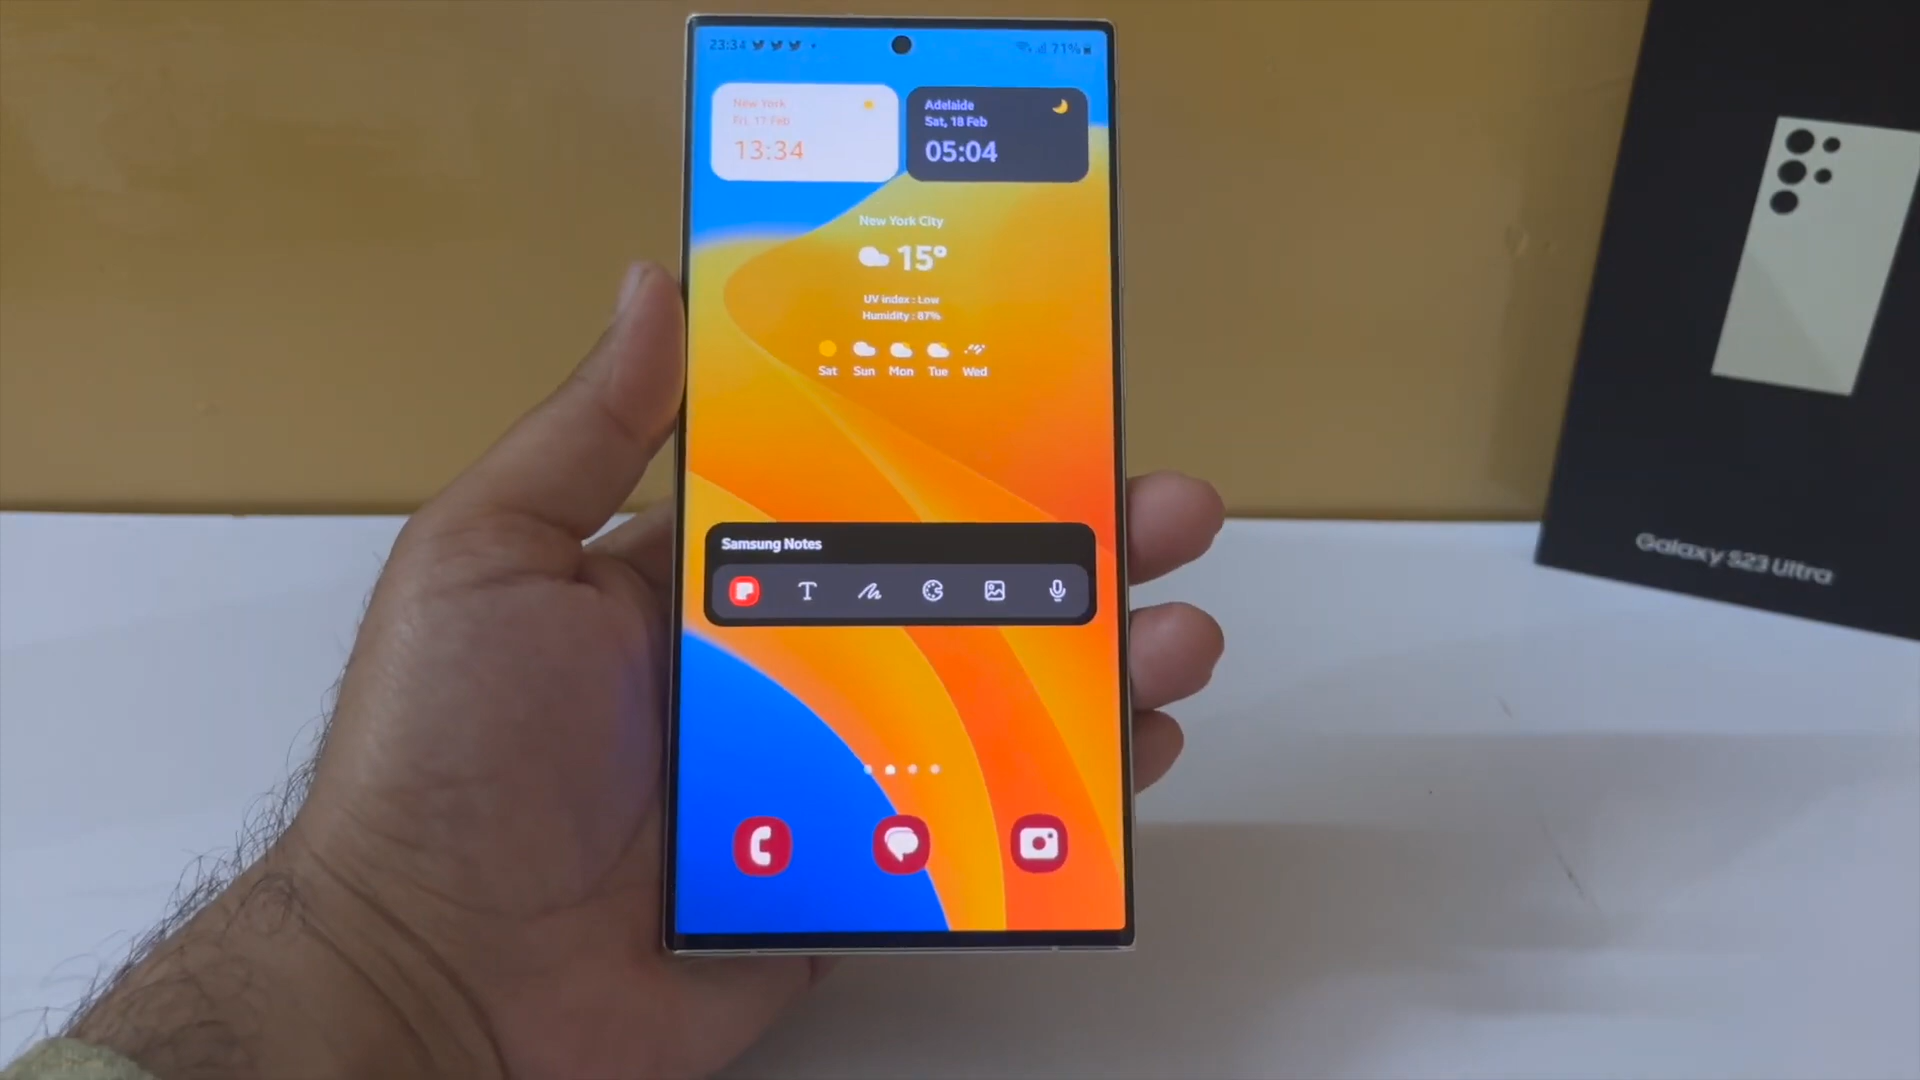 23:34
71%
New York
Fri, 17 Feb
13:34
Adelaide
Sat, 18 Feb
05:04
New York City
15°
UV index : Low
Humidity : 87%
Sat Sun Mon Tue Wed
Samsung Notes
T
Galaxy S23 Ultra